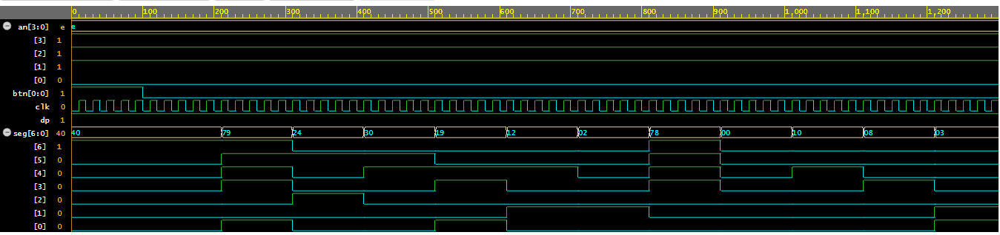 0 100 200 300 400 500 600 700 800 900 1,000 1,100 1,200
an[3:0] e e
[3] 1
[2] 1
[1] 1
[0] 0
btn[0:0] 1
clk 0
dp 1
seg[6:0] 40 40 79 24 30 19 12 02 78 00 10 08 03
[6] 1
[5] 0
[4] 0
[3] 0
[2] 0
[1] 0
[0] 0